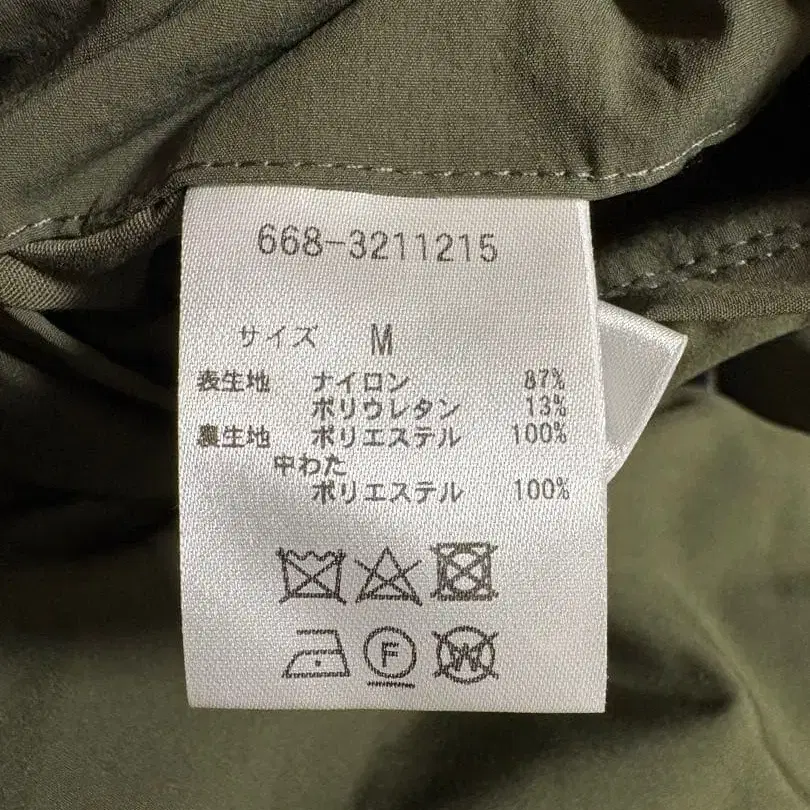 668-3211215
サイズ M
表生地 ナイロン 87%
ポリウレタン 13%
裏生地 ポリエステル 100%
中わた
ポリエステル 100%
F W